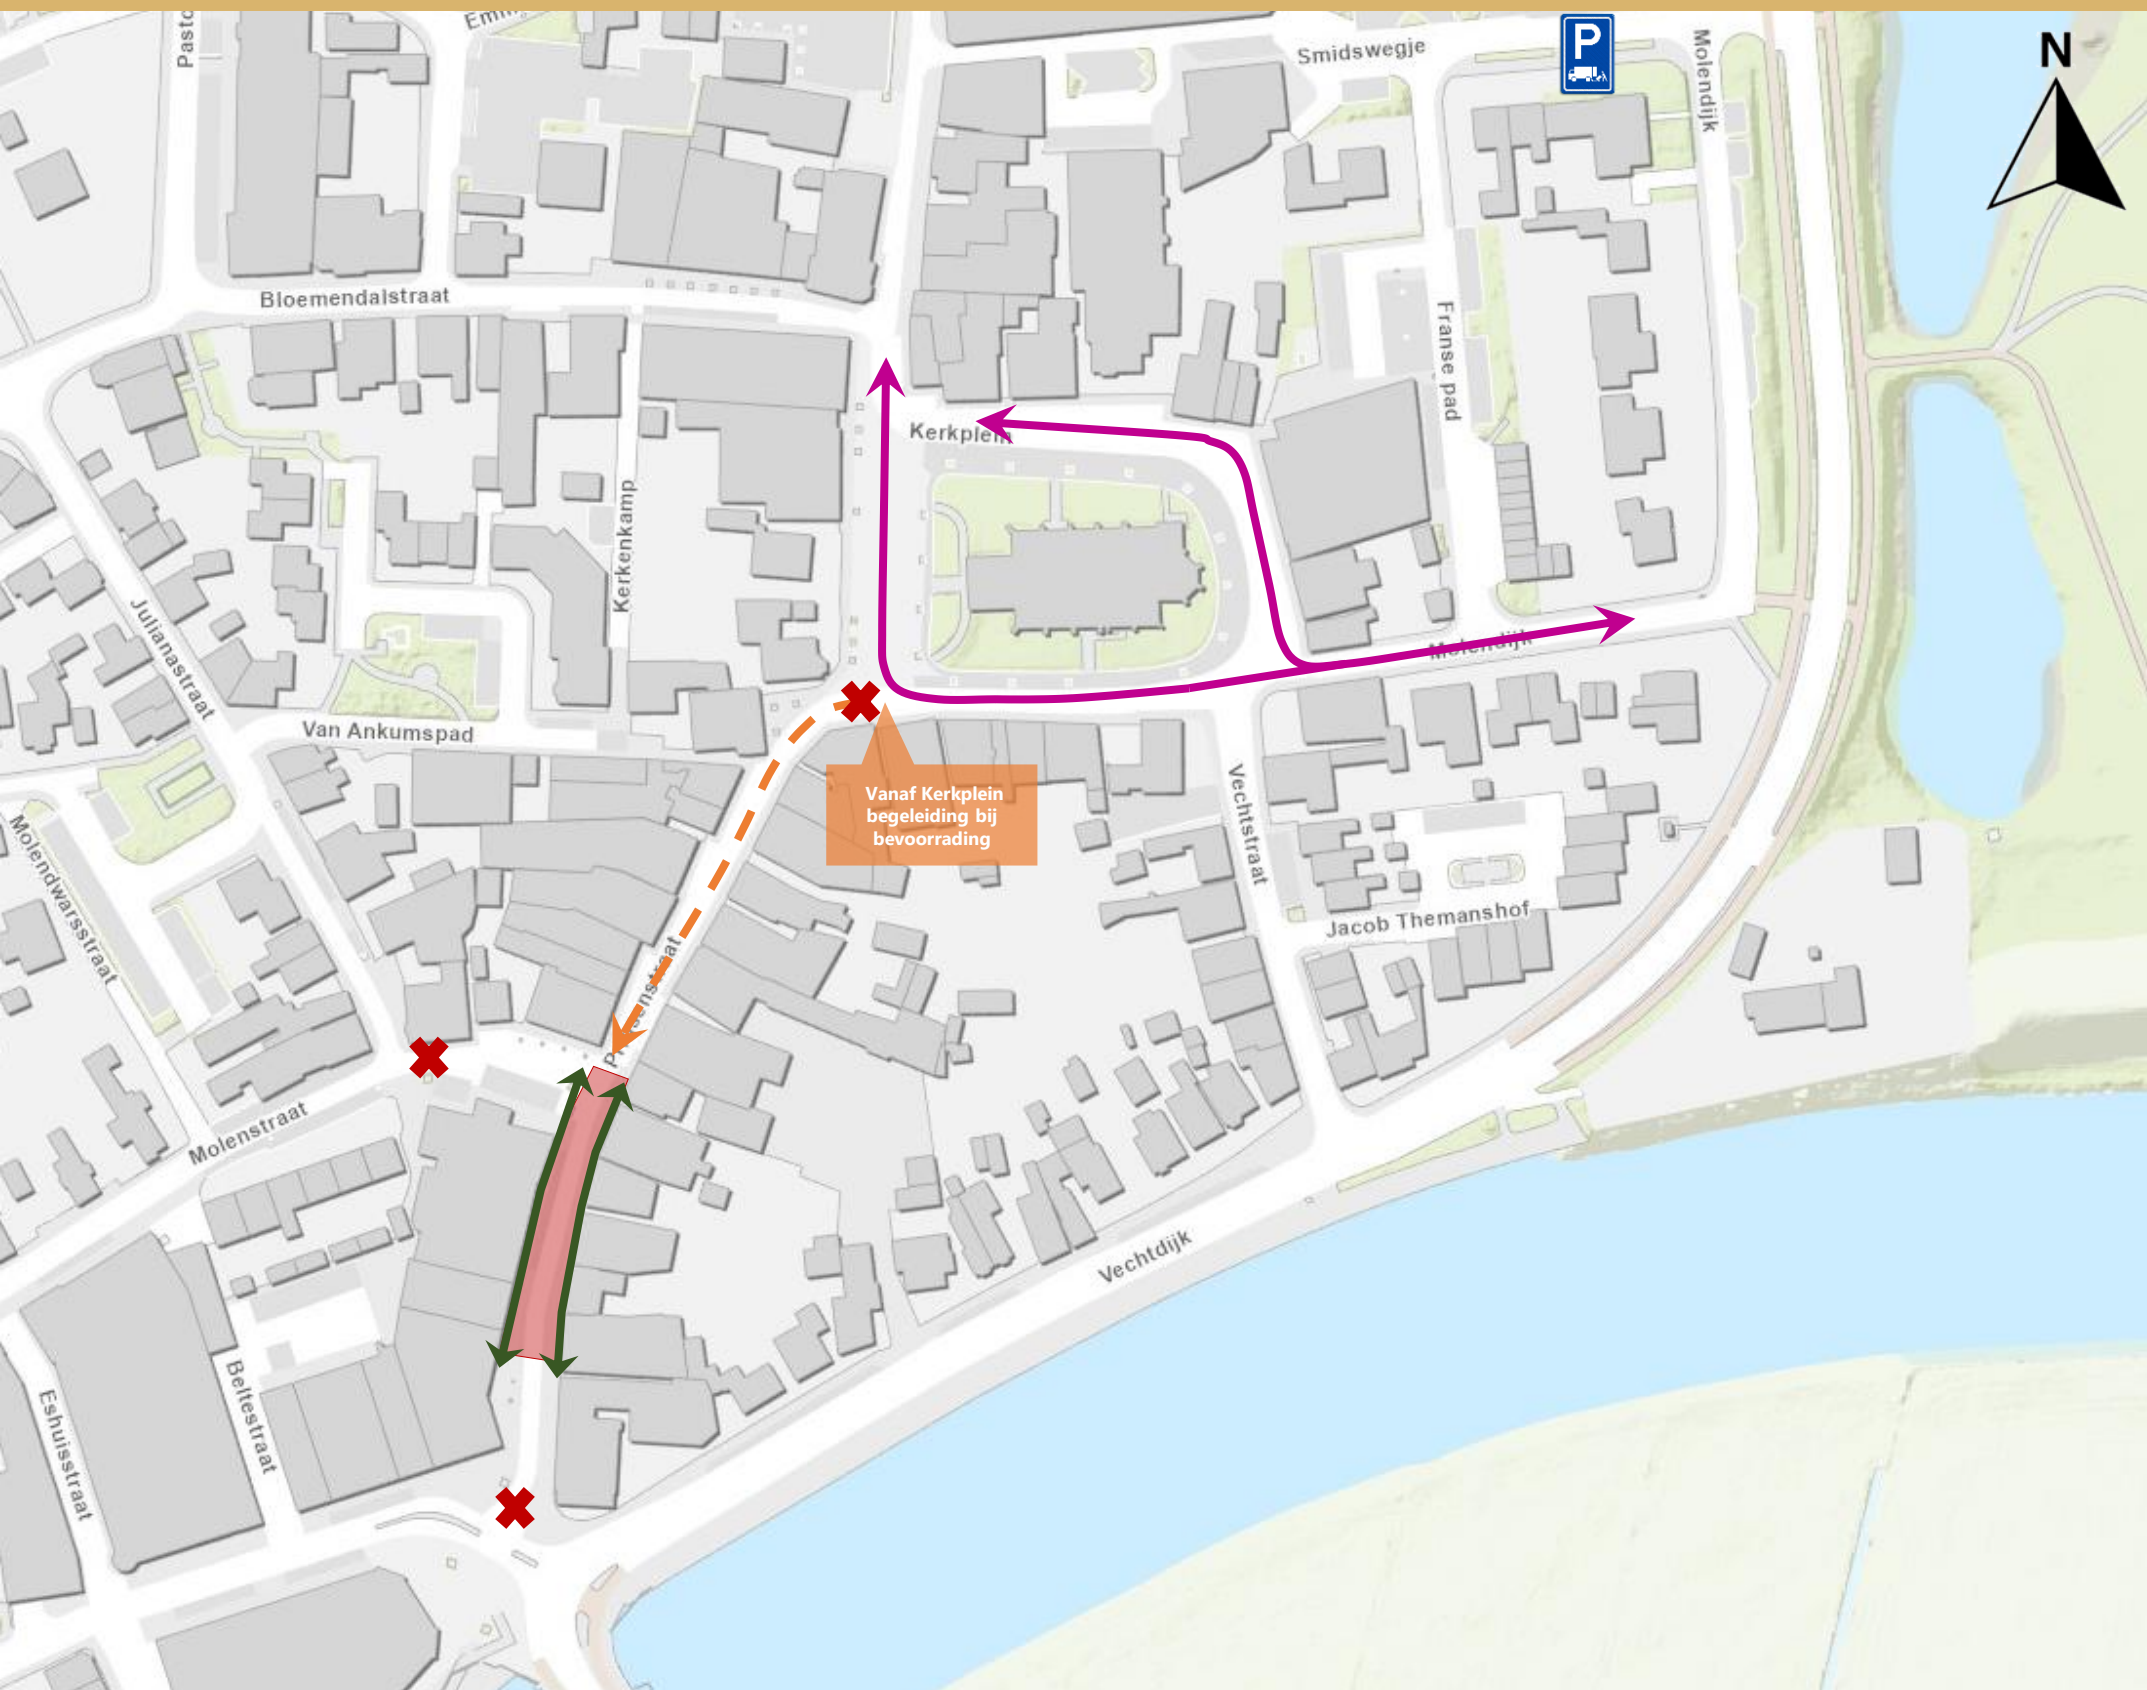 P
N
Smidswegje
Molendijk
Bloemendalstraat
Franse pad
Kerkplein
Kerkenkamp
Julianastraat
Molendijk
Van Ankumspad
Vanaf Kerkplein
begeleiding bij
bevoorrading
Vechtstraat
Molendwarsstraat
Jacob Themanshof
Molenstraat
Vechtdijk
Beltestraat
Eshuisstraat